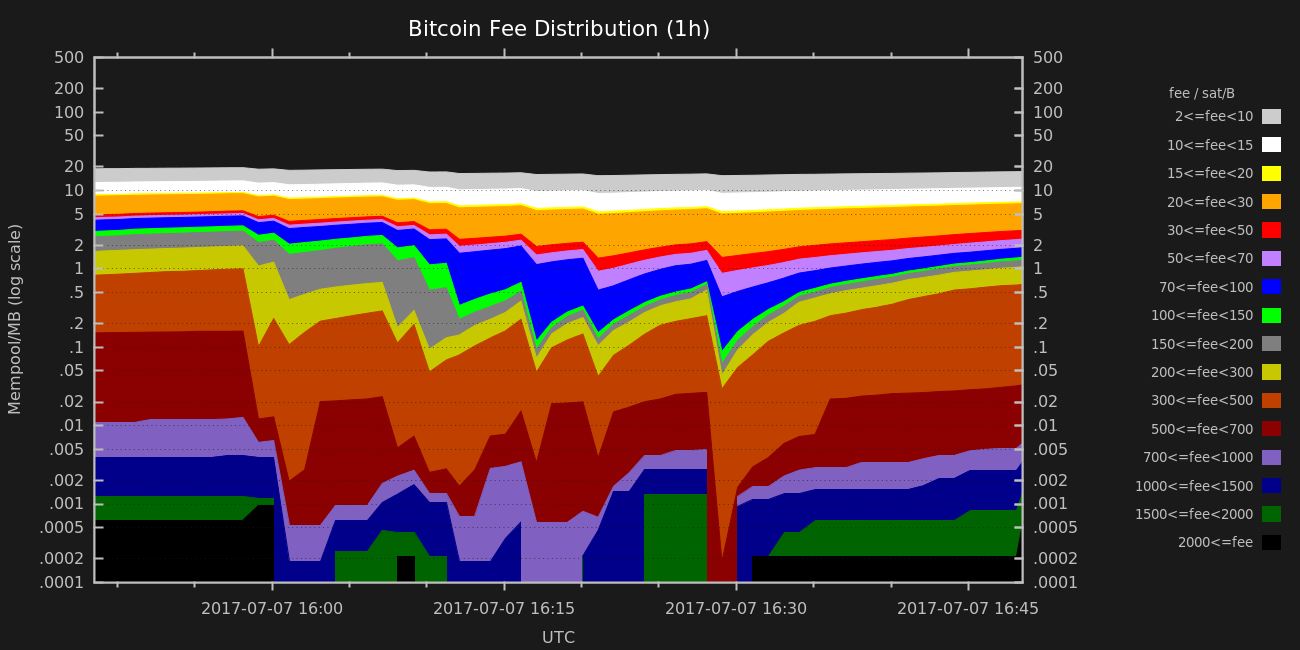 Bitcoin Fee Distribution (1h)
Mempool/MB (log scale)
500
200
100
50
20
10
5
2
1
.5
.2
.1
.05
.02
.01
.005
.002
.001
.0005
.0002
.0001
500
200
100
50
20
10
5
2
1
.5
.2
.1
.05
.02
.01
.005
.002
.001
.0005
.0002
.0001
2017-07-07 16:00
2017-07-07 16:15
2017-07-07 16:30
2017-07-07 16:45
UTC
fee / sat/B
2<=fee<10
10<=fee<15
15<=fee<20
20<=fee<30
30<=fee<50
50<=fee<70
70<=fee<100
100<=fee<150
150<=fee<200
200<=fee<300
300<=fee<500
500<=fee<700
700<=fee<1000
1000<=fee<1500
1500<=fee<2000
2000<=fee